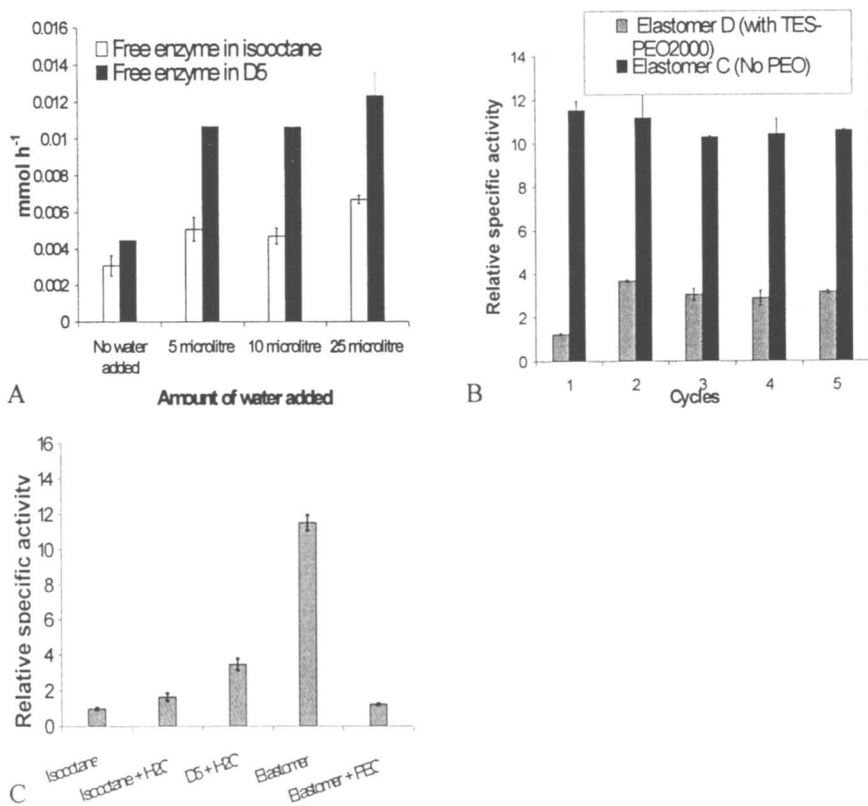 0.016
0.014
0.012
0.01
0.008
0.006
0.004
0.002
0
mmol h-1
Free enzyme in isooctane
Free enzyme in D5
No water added
5 microlitre
10 microlitre
25 microlitre
A
Amount of water added
Elastomer D (with TES-
PEO2000)
Elastomer C (No PEO)
14
12
10
8
6
4
2
0
Relative specific activity
1 2 3 4 5
B
Cycles
16
14
12
10
8
6
4
2
0
Relative specific activity
Isooctane
Isooctane + H2C
D5 + H2C
Elastomer
Elastomer + PEC
C